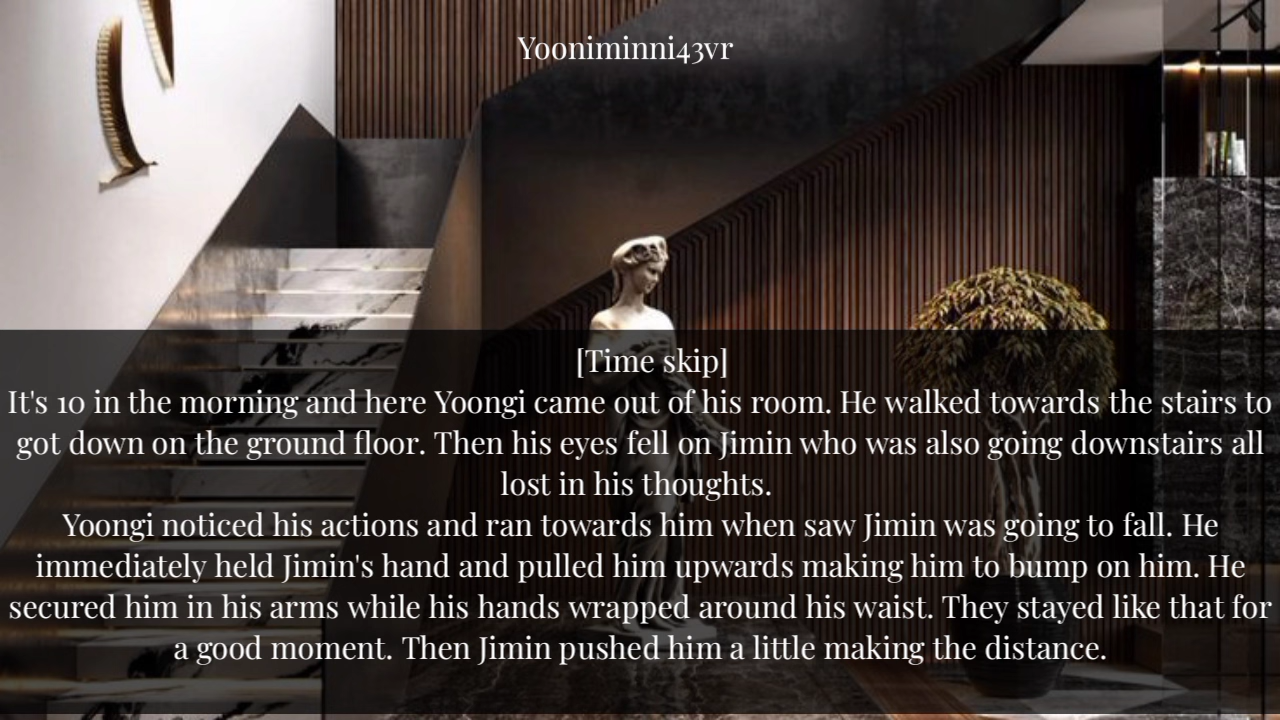 Yooniminni43vr
[Time skip]
It's 10 in the morning and here Yoongi came out of his room. He walked towards the stairs to
got down on the ground floor. Then his eyes fell on Jimin who was also going downstairs all
lost in his thoughts.
Yoongi noticed his actions and ran towards him when saw Jimin was going to fall. He
immediately held Jimin's hand and pulled him upwards making him to bump on him. He
secured him in his arms while his hands wrapped around his waist. They stayed like that for
a good moment. Then Jimin pushed him a little making the distance.